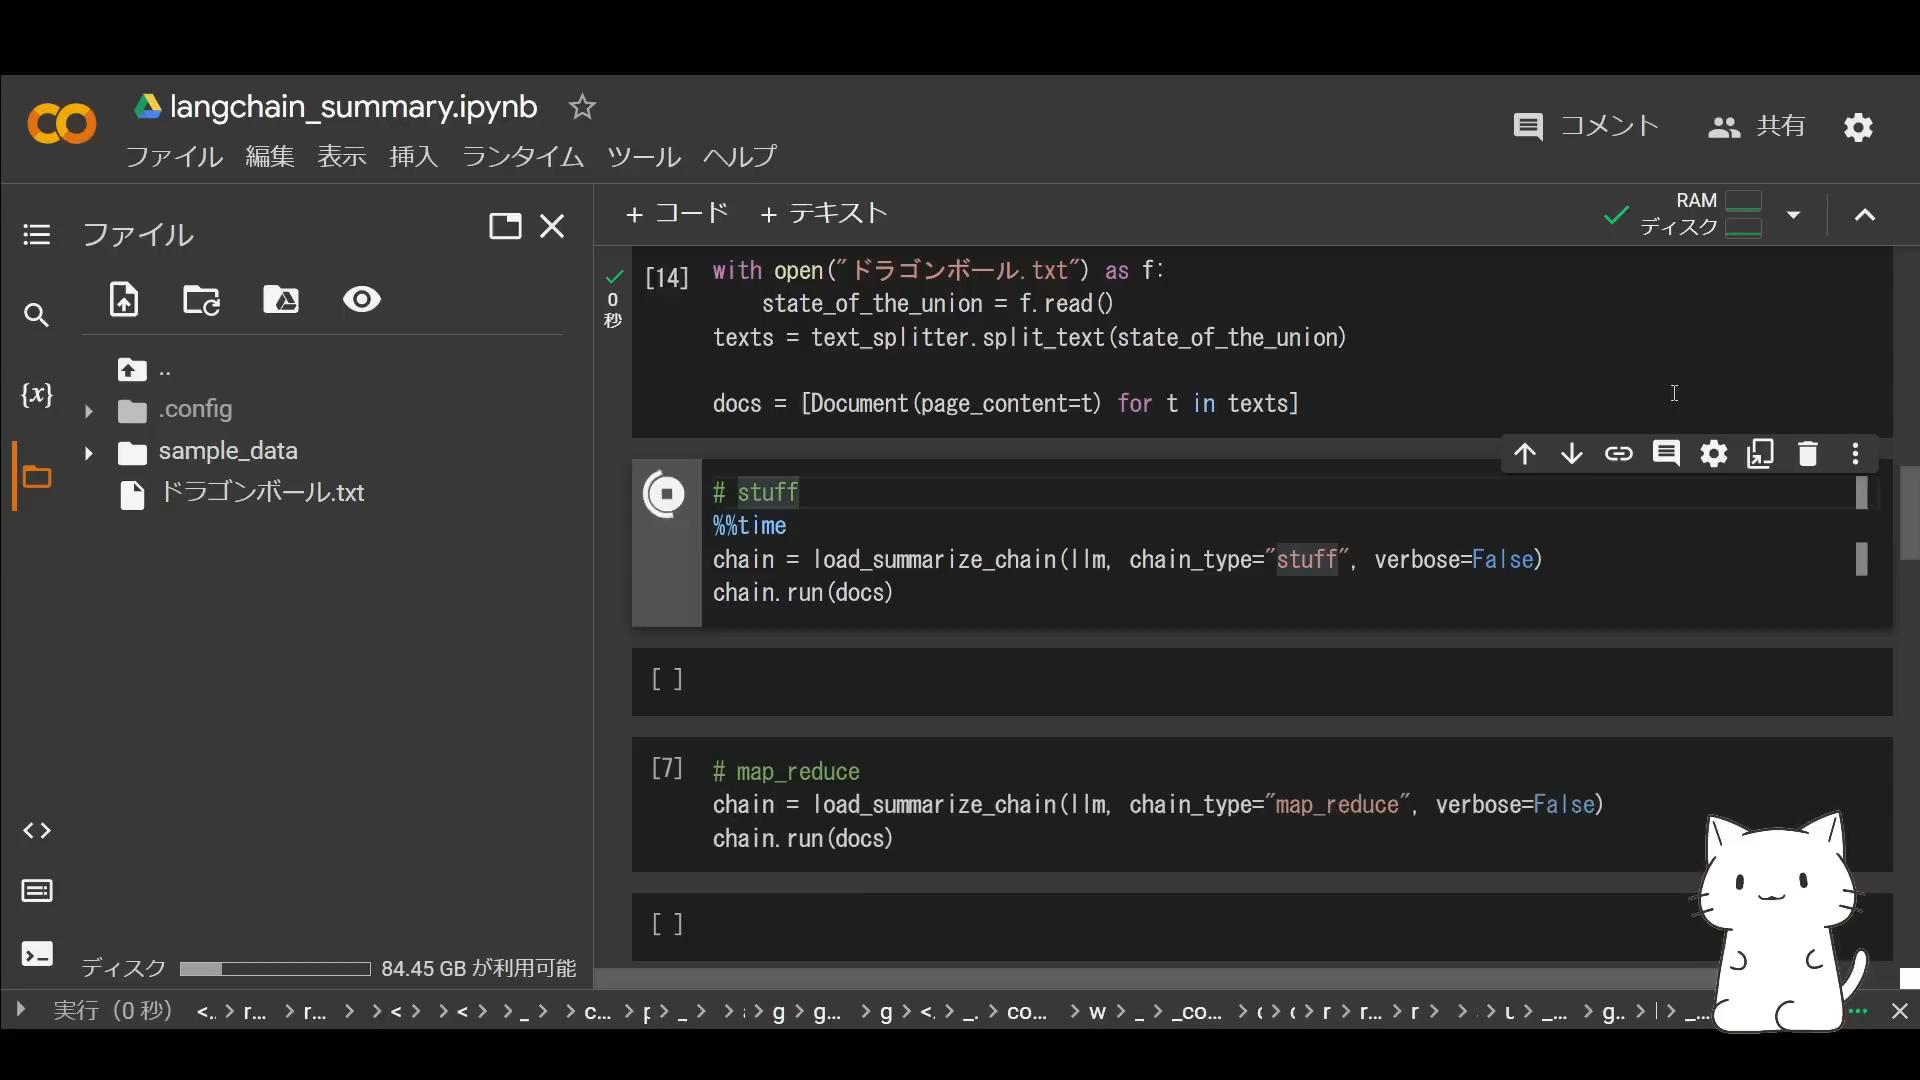 langchain_summary.ipynb
ファイル 編集 表示 挿入 ランタイム ツール ヘルプ
コメント 共有
ファイル
+ コード + テキスト
RAM
ディスク
..
.config
sample_data
ドラゴンボール.txt
0
秒
[14]
with open("ドラゴンボール.txt") as f:
state_of_the_union = f.read()
texts = text_splitter.split_text(state_of_the_union)
docs = [Document(page_content=t) for t in texts]
# stuff
%%time
chain = load_summarize_chain(llm, chain_type="stuff", verbose=False)
chain.run(docs)
[ ]
[7]
# map_reduce
chain = load_summarize_chain(llm, chain_type="map_reduce", verbose=False)
chain.run(docs)
[ ]
ディスク 84.45 GB が利用可能
実行 (0 秒)